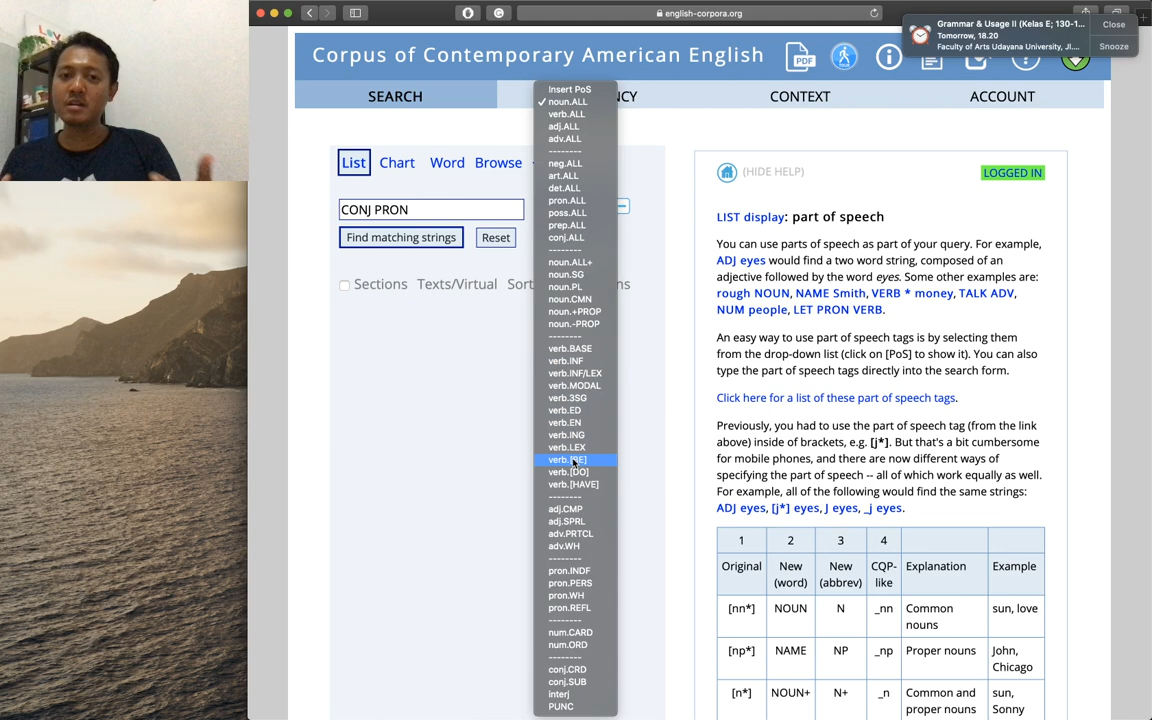 english-corpora.org
Grammar & Usage II (Kelas E; 130-1...
Tomorrow, 18.20
Faculty of Arts Udayana University, Jl....
Close
Snooze
Corpus of Contemporary American English
PDF
TOUR
SEARCH
CY
CONTEXT
ACCOUNT
List
Chart
Word
Browse
CONJ PRON
Find matching strings
Reset
Sections
Texts/Virtual
Sort
ns
Insert PoS
✓ noun.ALL
verb.ALL
adj.ALL
adv.ALL
--------
neg.ALL
art.ALL
det.ALL
pron.ALL
poss.ALL
prep.ALL
conj.ALL
--------
noun.ALL+
noun.SG
noun.PL
noun.CMN
noun.+PROP
noun.-PROP
--------
verb.BASE
verb.INF
verb.INF/LEX
verb.MODAL
verb.3SG
verb.ED
verb.EN
verb.ING
verb.LEX
verb.[BE]
verb.[DO]
verb.[HAVE]
--------
adj.CMP
adj.SPRL
adv.PRTCL
adv.WH
--------
pron.INDF
pron.PERS
pron.WH
pron.REFL
--------
num.CARD
num.ORD
--------
conj.CRD
conj.SUB
interj
PUNC
(HIDE HELP)
LOGGED IN
LIST display: part of speech
You can use parts of speech as part of your query. For example,
ADJ eyes would find a two word string, composed of an
adjective followed by the word eyes. Some other examples are:
rough NOUN, NAME Smith, VERB * money, TALK ADV,
NUM people, LET PRON VERB.
An easy way to use part of speech tags is by selecting them
from the drop-down list (click on [PoS] to show it). You can also
type the part of speech tags directly into the search form.
Click here for a list of these part of speech tags.
Previously, you had to use the part of speech tag (from the link
above) inside of brackets, e.g. [j*]. But that's a bit cumbersome
for mobile phones, and there are now different ways of
specifying the part of speech -- all of which work equally as well.
For example, all of the following would find the same strings:
ADJ eyes, [j*] eyes, J eyes, _j eyes.
1 2 3 4
Original New (word) New (abbrev) CQP-like Explanation Example
[nn*] NOUN N _nn Common nouns sun, love
[np*] NAME NP _np Proper nouns John, Chicago
[n*] NOUN+ N+ _n Common and proper nouns sun, Sonny